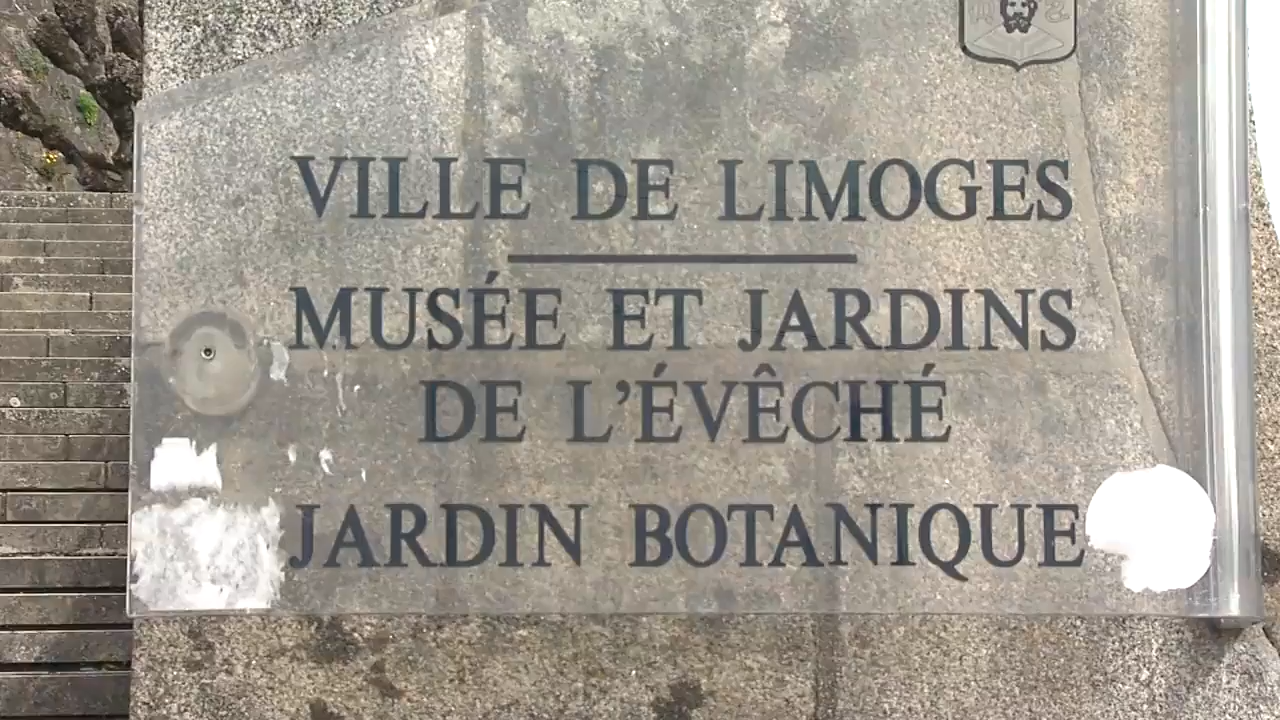 VILLE DE LIMOGES
MUSÉE ET JARDINS
DE L'ÉVÊCHÉ
JARDIN BOTANIQUE